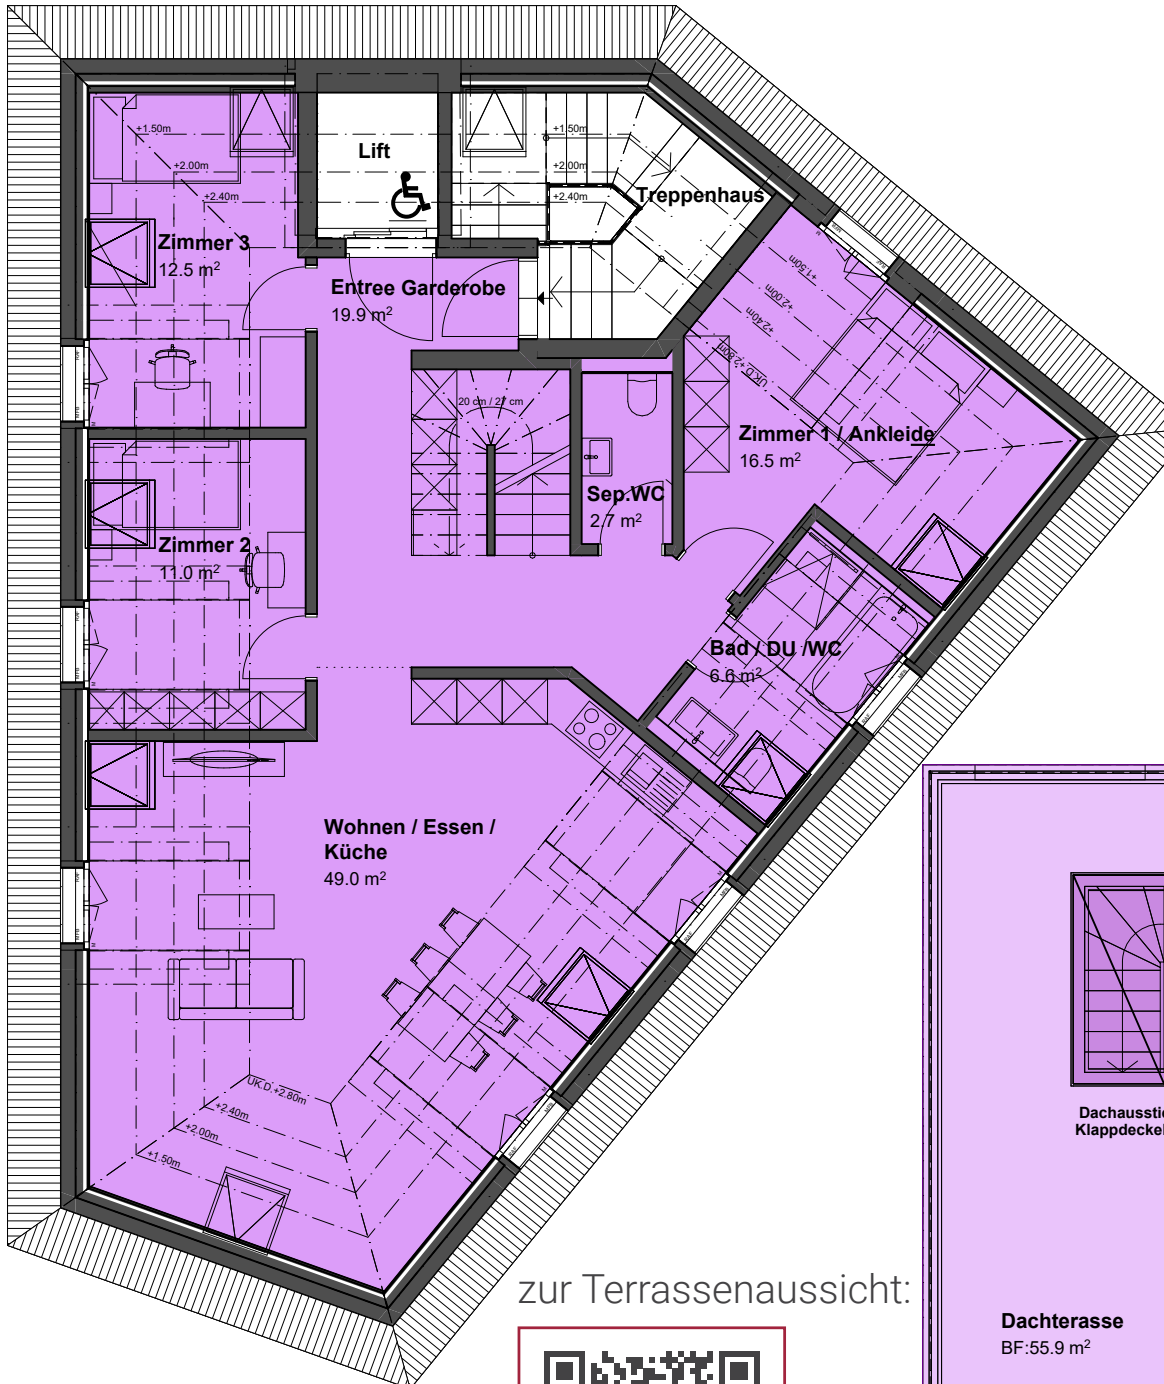 +1.50m
+2.00m
+2.40m
Lift
+1.50m
+2.00m
+2.40m
Treppenhaus
Zimmer 3
12.5 m²
Entree Garderobe
19.9 m²
+1.50m
+2.00m
+2.40m
UK.D.+2.80m
20 cm / 27 cm
Zimmer 1 / Ankleide
16.5 m²
Sep.WC
2.7 m²
Zimmer 2
11.0 m²
Bad / DU /WC
6.6 m²
Wohnen / Essen /
Küche
49.0 m²
UK.D.+2.80m
+2.40m
+2.00m
+1.50m
Klappdeckel
zur Terrassenaussicht:
Dachterasse
BF:55.9 m²